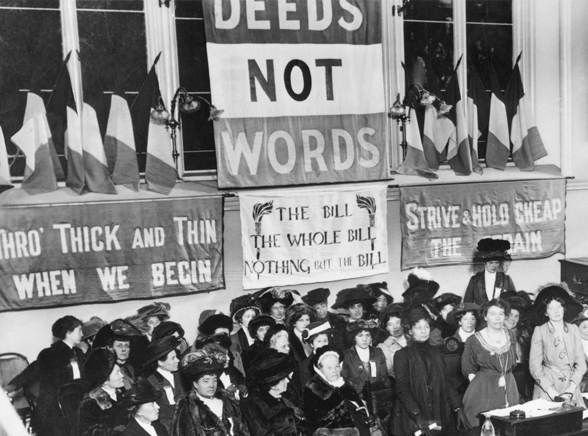 DEEDS
NOT
WORDS
THRO' THICK AND THIN
WHEN WE BEGIN
THE BILL
THE WHOLE BILL
NOTHING BUT THE BILL
STRIVE & HOLD CHEAP
THE STRAIN